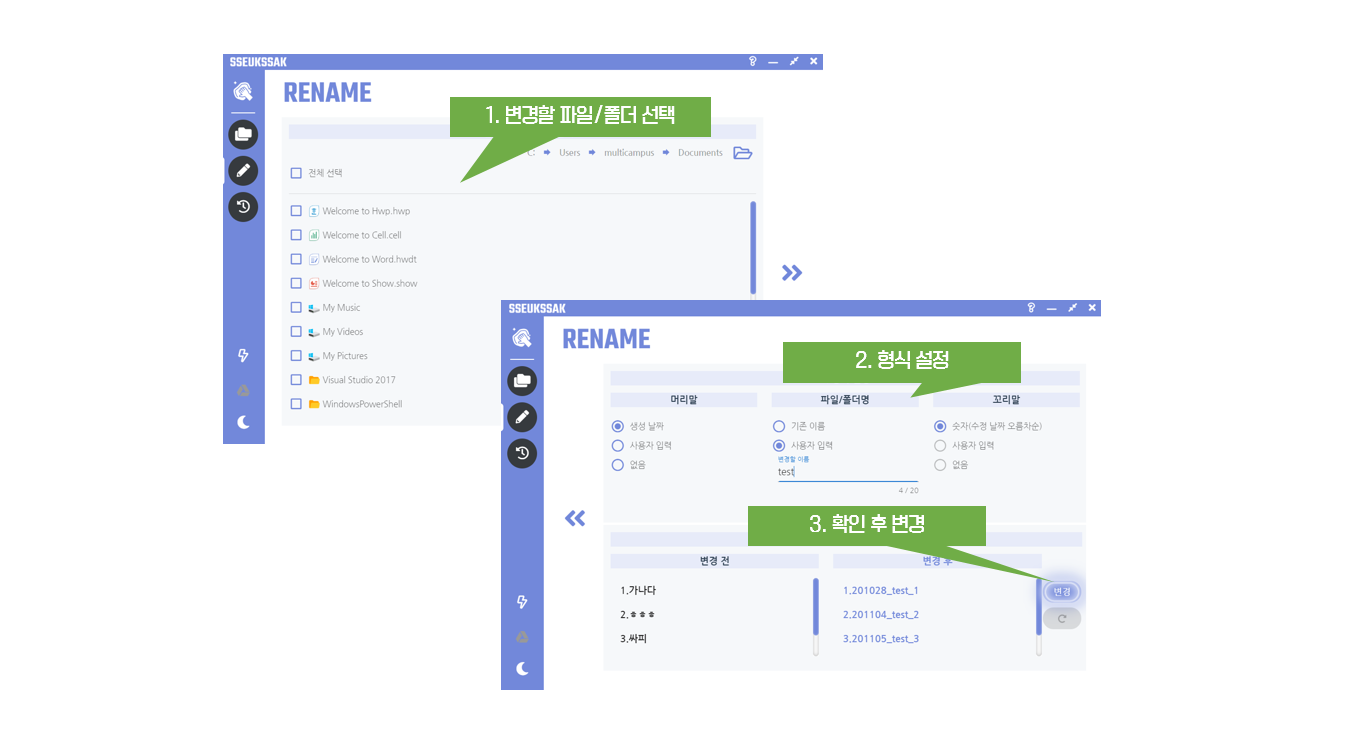 SSEUKSSAK
RENAME
1. 변경할 파일/폴더 선택
C: Users multicampus Documents
전체 선택
Welcome to Hwp.hwp
Welcome to Cell.cell
Welcome to Word.hwdt
Welcome to Show.show
My Music
My Videos
My Pictures
Visual Studio 2017
WindowsPowerShell
SSEUKSSAK
RENAME
2. 형식 설정
머리말 파일/폴더명 꼬리말
생성 날짜 기존 이름 숫자(수정 날짜 오름차순)
사용자 입력 사용자 입력 사용자 입력
없음 변경할 이름 없음
test
4 / 20
3. 확인 후 변경
변경 전 변경 후
1.가나다 1.201028_test_1 변경
2.ㅎㅎㅎ 2.201104_test_2
3.싸피 3.201105_test_3